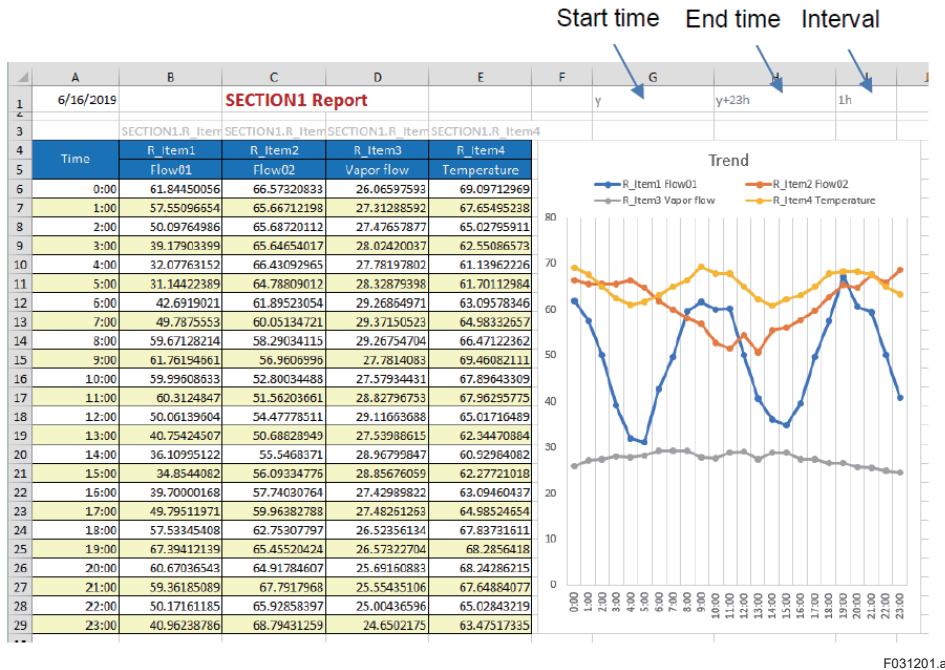 Start time End time Interval
A B C D E F G H I J
1 6/16/2019 SECTION1 Report y y+23h 1h
2
3 SECTION1.R_Item SECTION1.R_Item SECTION1.R_Item SECTION1.R_Item4
4 Time R_Item1 R_Item2 R_Item3 R_Item4
5 Flow01 Flow02 Vapor flow Temperature
6 0:00 61.84450056 66.57320833 26.06597593 69.09712969
7 1:00 57.55096654 65.66712198 27.31288592 67.65495238
8 2:00 50.09764986 65.68720112 27.47657877 65.02795911
9 3:00 39.17903399 65.64654017 28.02420037 62.55086573
10 4:00 32.07763152 66.43092965 27.78197802 61.13962226
11 5:00 31.14422389 64.78809012 28.32879398 61.70112984
12 6:00 42.6919021 61.89523054 29.26864971 63.09578346
13 7:00 49.7875553 60.05134721 29.37150523 64.98332657
14 8:00 59.67128214 58.29034115 29.26754704 66.47122362
15 9:00 61.76194661 56.9606996 27.7814083 69.46082111
16 10:00 59.99608633 52.80034488 27.57934431 67.89643309
17 11:00 60.3124847 51.56203661 28.82796753 67.96295775
18 12:00 50.06139604 54.47778511 29.11663688 65.01716489
19 13:00 40.75424507 50.68828949 27.53988615 62.34470884
20 14:00 36.10995122 55.5468371 28.96799847 60.92984082
21 15:00 34.8544082 56.09334776 28.85676059 62.27721018
22 16:00 39.70000168 57.74030764 27.42989822 63.09460437
23 17:00 49.79511971 59.96382788 27.48261263 64.98524654
24 18:00 57.53345408 62.75307797 26.52356134 67.83731611
25 19:00 67.39412139 65.45520424 26.57322704 68.2856418
26 20:00 60.67036543 64.91784607 25.69160883 68.24286215
27 21:00 59.36185089 67.7917968 25.55435106 67.64884077
28 22:00 50.17161185 65.92858397 25.00436596 65.02843219
29 23:00 40.96238786 68.79431259 24.6502175 63.47517335
Trend
R_Item1 Flow01 R_Item2 Flow02
R_Item3 Vapor flow R_Item4 Temperature
80
70
60
50
40
30
20
10
0
0:00 1:00 2:00 3:00 4:00 5:00 6:00 7:00 8:00 9:00 10:00 11:00 12:00 13:00 14:00 15:00 16:00 17:00 18:00 19:00 20:00 21:00 22:00 23:00
F031201.a